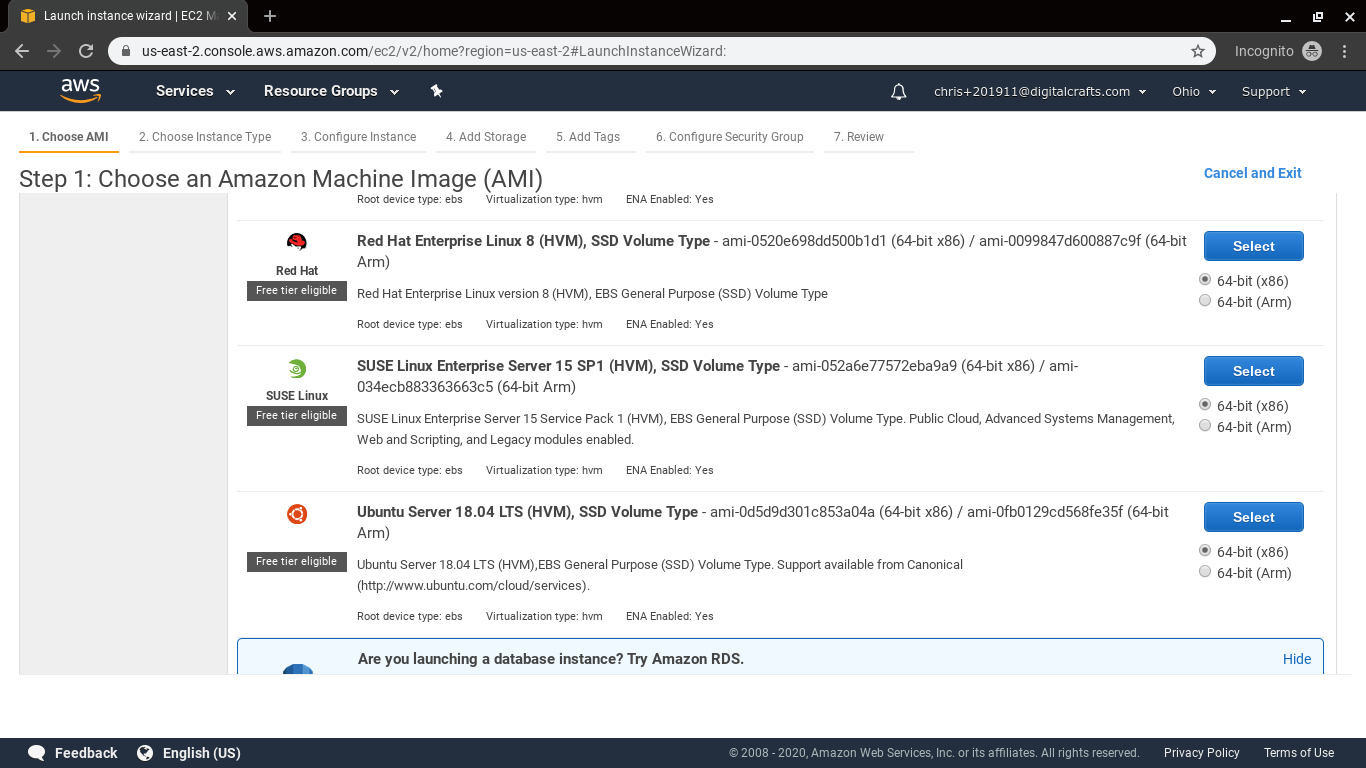 Launch instance wizard | EC2 Ma
us-east-2.console.aws.amazon.com/ec2/v2/home?region=us-east-2#LaunchInstanceWizard:
Incognito
aws Services Resource Groups chris+201911@digitalcrafts.com Ohio Support
1. Choose AMI 2. Choose Instance Type 3. Configure Instance 4. Add Storage 5. Add Tags 6. Configure Security Group 7. Review
Step 1: Choose an Amazon Machine Image (AMI)
Cancel and Exit
Root device type: ebs Virtualization type: hvm ENA Enabled: Yes
Red Hat
Free tier eligible
Red Hat Enterprise Linux 8 (HVM), SSD Volume Type - ami-0520e698dd500b1d1 (64-bit x86) / ami-0099847d600887c9f (64-bit
Arm)
Red Hat Enterprise Linux version 8 (HVM), EBS General Purpose (SSD) Volume Type
Root device type: ebs Virtualization type: hvm ENA Enabled: Yes
Select
64-bit (x86)
64-bit (Arm)
SUSE Linux
Free tier eligible
SUSE Linux Enterprise Server 15 SP1 (HVM), SSD Volume Type - ami-052a6e77572eba9a9 (64-bit x86) / ami-
034ecb883363663c5 (64-bit Arm)
SUSE Linux Enterprise Server 15 Service Pack 1 (HVM), EBS General Purpose (SSD) Volume Type. Public Cloud, Advanced Systems Management,
Web and Scripting, and Legacy modules enabled.
Root device type: ebs Virtualization type: hvm ENA Enabled: Yes
Select
64-bit (x86)
64-bit (Arm)
Free tier eligible
Ubuntu Server 18.04 LTS (HVM), SSD Volume Type - ami-0d5d9d301c853a04a (64-bit x86) / ami-0fb0129cd568fe35f (64-bit
Arm)
Ubuntu Server 18.04 LTS (HVM),EBS General Purpose (SSD) Volume Type. Support available from Canonical
(http://www.ubuntu.com/cloud/services).
Root device type: ebs Virtualization type: hvm ENA Enabled: Yes
Select
64-bit (x86)
64-bit (Arm)
Are you launching a database instance? Try Amazon RDS.
Hide
Feedback English (US) © 2008 - 2020, Amazon Web Services, Inc. or its affiliates. All rights reserved. Privacy Policy Terms of Use